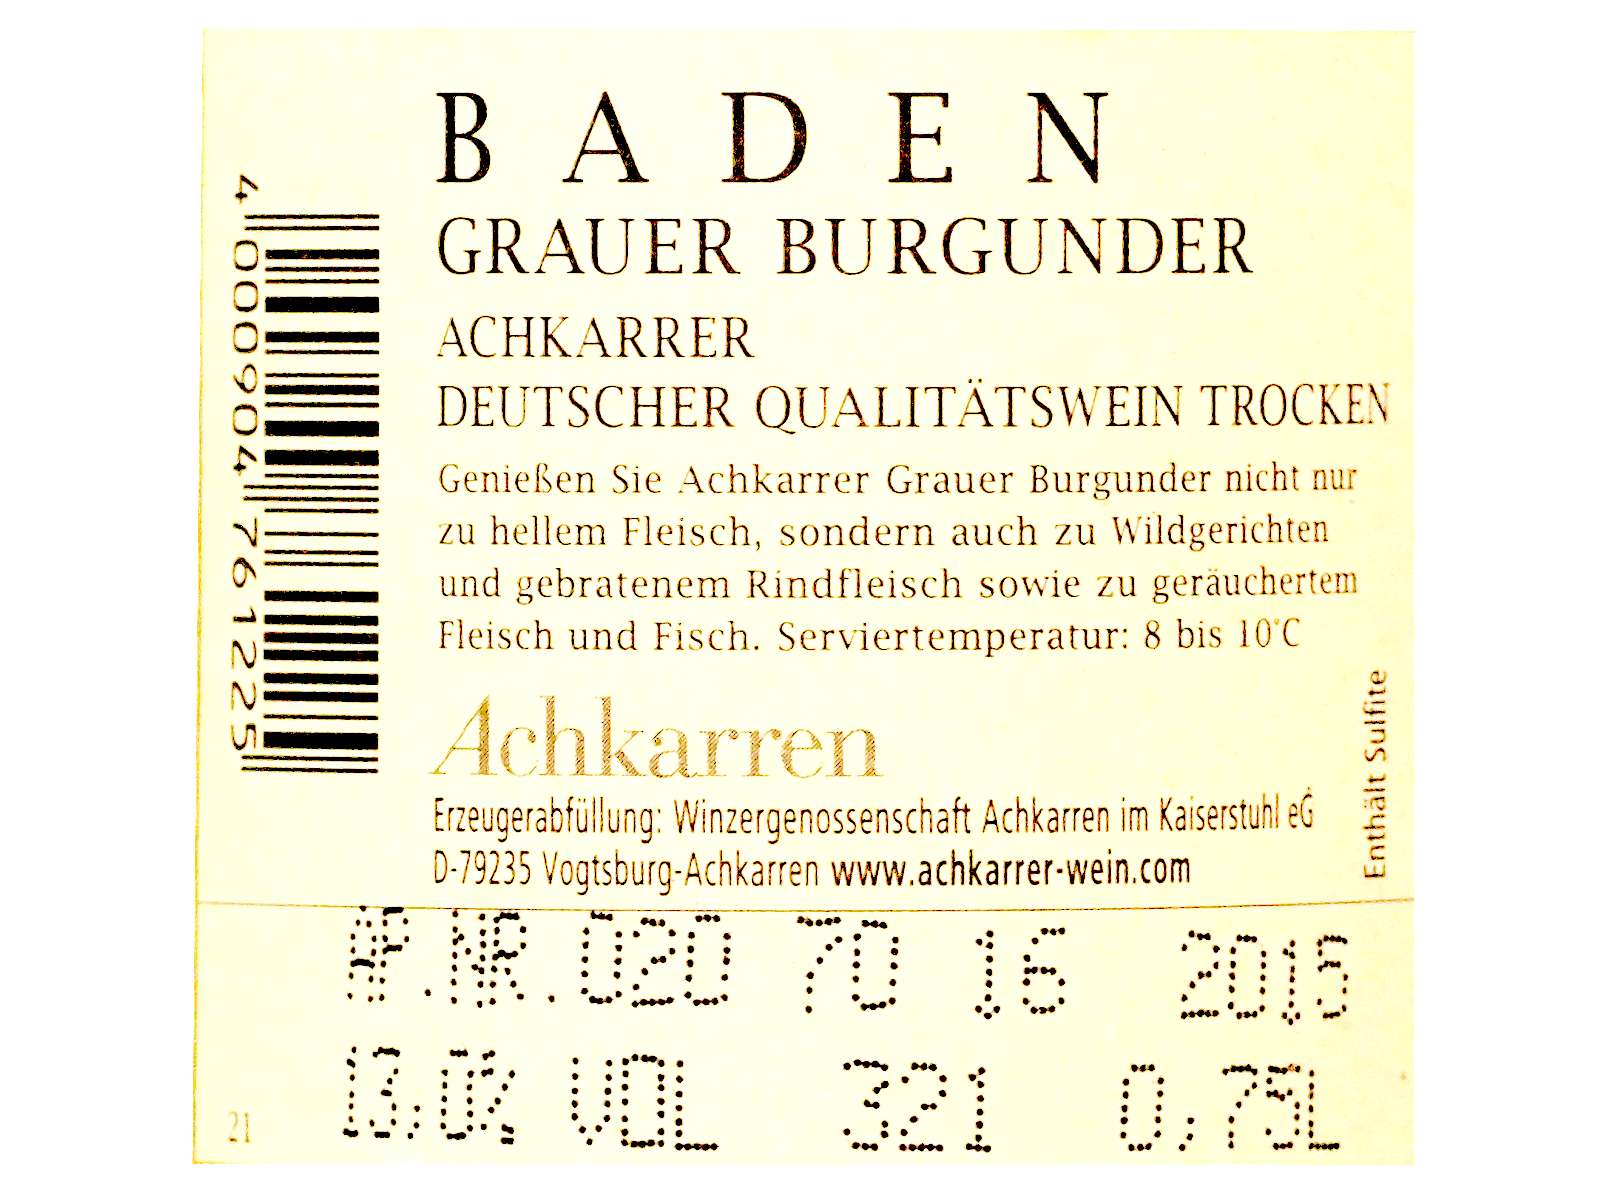 BADEN
GRAUER BURGUNDER
ACHKARRER
DEUTSCHER QUALITÄTSWEIN TROCKEN
Genießen Sie Achkarrer Grauer Burgunder nicht nur
zu hellem Fleisch, sondern auch zu Wildgerichten
und gebratenem Rindfleisch sowie zu geräuchertem
Fleisch und Fisch. Serviertemperatur: 8 bis 10°C
Achkarren
Erzeugerabfüllung: Winzergenossenschaft Achkarren im Kaiserstuhl eG
D-79235 Vogtsburg-Achkarren www.achkarrer-wein.com
Enthält Sulfite
4 000904 761225
AP.NR.020 70 16 2015
13,0% VOL 321 0,75L
21